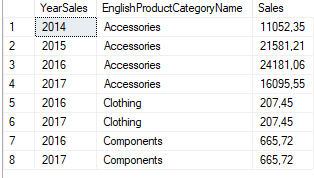 YearSales EnglishProductCategoryName Sales
1 2014 Accessories 11052,35
2 2015 Accessories 21581,21
3 2016 Accessories 24181,06
4 2017 Accessories 16095,55
5 2016 Clothing 207,45
6 2017 Clothing 207,45
7 2016 Components 665,72
8 2017 Components 665,72